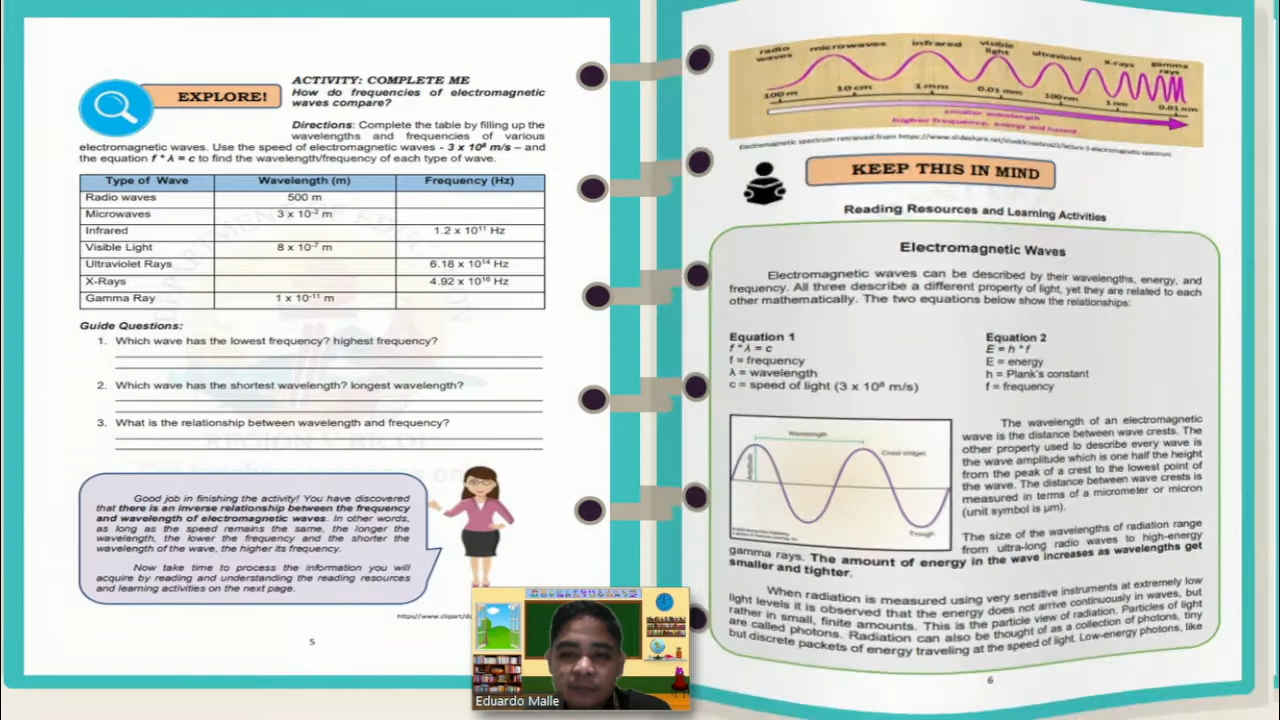 EXPLORE!
ACTIVITY: COMPLETE ME
How do frequencies of electromagnetic
waves compare?
Directions: Complete the table by filling up the
wavelengths and frequencies of various
electromagnetic waves. Use the speed of electromagnetic waves - 3 x 10⁸ m/s – and
the equation f * λ = c to find the wavelength/frequency of each type of wave.
Type of Wave Wavelength (m) Frequency (Hz)
Radio waves 500 m
Microwaves 3 x 10⁻² m
Infrared 1.2 x 10¹¹ Hz
Visible Light 8 x 10⁻⁷ m
Ultraviolet Rays 6.18 x 10¹⁴ Hz
X-Rays 4.92 x 10¹⁶ Hz
Gamma Ray 1 x 10⁻¹¹ m
Guide Questions:
1. Which wave has the lowest frequency? highest frequency?
2. Which wave has the shortest wavelength? longest wavelength?
3. What is the relationship between wavelength and frequency?
Good job in finishing the activity! You have discovered
that there is an inverse relationship between the frequency
and wavelength of electromagnetic waves. In other words,
as long as the speed remains the same, the longer the
wavelength, the lower the frequency and the shorter the
wavelength of the wave, the higher its frequency.
Now take time to process the information you will
acquire by reading and understanding the reading resources
and learning activities on the next page.
5
Eduardo Malle
radio waves microwaves infrared visible light ultraviolet X-rays gamma rays
100 m 10 cm 1 mm 0.01 mm 100 nm 1 nm 0.01 nm
smaller wavelength
higher frequency, energy and hazard
KEEP THIS IN MIND
Reading Resources and Learning Activities
Electromagnetic Waves
Electromagnetic waves can be described by their wavelengths, energy, and
frequency. All three describe a different property of light, yet they are related to each
other mathematically. The two equations below show the relationships:
Equation 1
f * λ = c
f = frequency
λ = wavelength
c = speed of light (3 x 10⁸ m/s)
Equation 2
E = h * f
E = energy
h = Plank's constant
f = frequency
Wavelength
Amplitude
Crest (ridge)
Trough
The wavelength of an electromagnetic
wave is the distance between wave crests. The
other property used to describe every wave is
the wave amplitude which is one half the height
from the peak of a crest to the lowest point of
the wave. The distance between wave crests is
measured in terms of a micrometer or micron
(unit symbol is µm).
The size of the wavelengths of radiation range
from ultra-long radio waves to high-energy
gamma rays. The amount of energy in the wave increases as wavelengths get
smaller and tighter.
When radiation is measured using very sensitive instruments at extremely low
light levels it is observed that the energy does not arrive continuously in waves, but
rather in small, finite amounts. This is the particle view of radiation. Particles of light
are called photons. Radiation can also be thought of as a collection of photons, tiny
but discrete packets of energy traveling at the speed of light. Low-energy photons, like
6